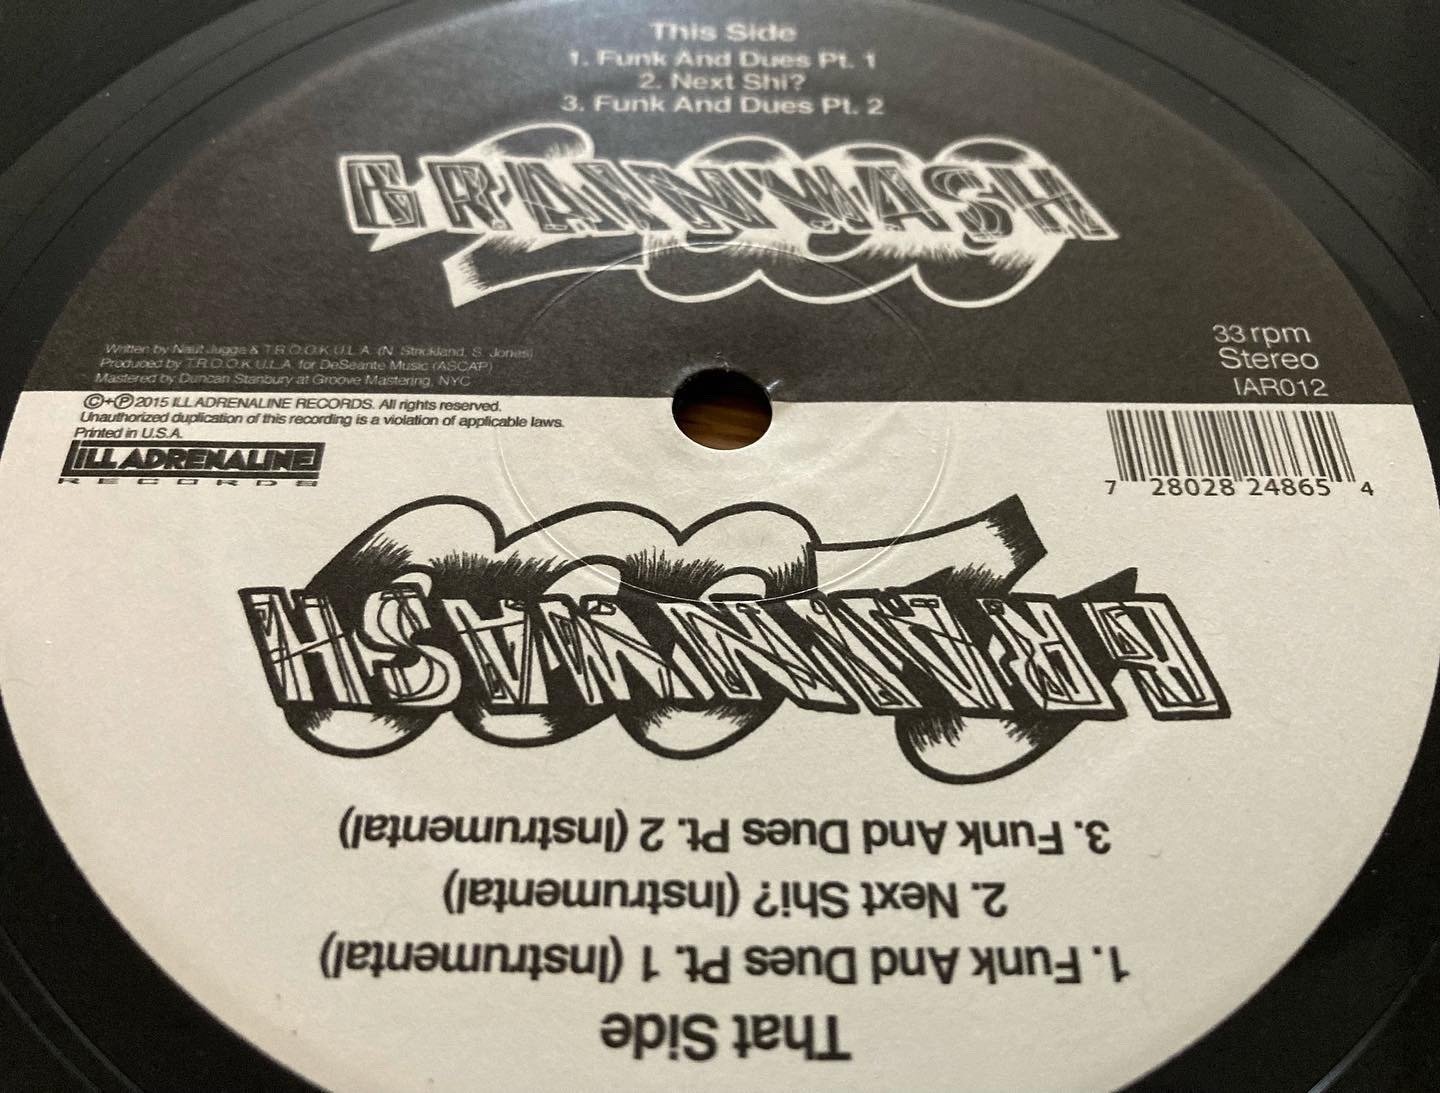 This Side
1. Funk And Dues Pt. 1
2. Next Shi?
3. Funk And Dues Pt. 2
GRAINWASH
Written by Naut Jugga & T.R.O.O.K.U.L.A. (N. Strickland, S. Jones)
Produced by T.R.O.O.K.U.L.A. for DeSeante Music (ASCAP)
Mastered by Duncan Stanbury at Groove Mastering, NYC
33 rpm
Stereo
IAR012
©+℗ 2015 ILL ADRENALINE RECORDS. All rights reserved.
Unauthorized duplication of this recording is a violation of applicable laws.
Printed in U.S.A.
ILL ADRENALINE
RECORDS
7 28028 24865 4
That Side
1. Funk And Dues Pt. 1 (Instrumental)
2. Next Shi? (Instrumental)
3. Funk And Dues Pt. 2 (Instrumental)
GRAINWASH